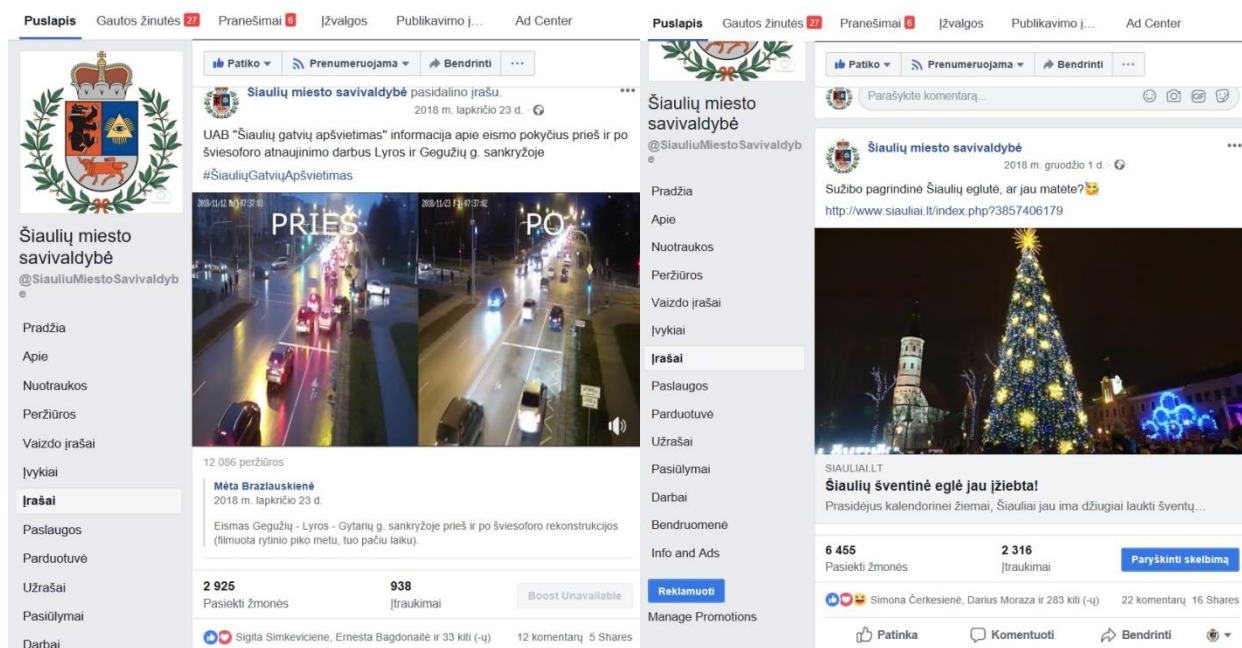 Puslapis Gautos žinutės 27 Pranešimai 6 Įžvalgos Publikavimo į… Ad Center
Patiko Prenumeruojama Bendrinti ...
Šiaulių miesto
savivaldybė
@SiauliuMiestoSavivaldyb
e
Pradžia
Apie
Nuotraukos
Peržiūros
Vaizdo įrašai
Įvykiai
Įrašai
Paslaugos
Parduotuvė
Užrašai
Pasiūlymai
Darbai
Šiaulių miesto savivaldybė pasidalino įrašu.
2018 m. lapkričio 23 d. ·
UAB "Šiaulių gatvių apšvietimas" informacija apie eismo pokyčius prieš ir po
šviesoforo atnaujinimo darbus Lyros ir Gegužių g. sankryžoje
#ŠiauliųGatviųApšvietimas
PRIEŠ
PO
12 086 peržiūros
Mėta Brazlauskienė
2018 m. lapkričio 23 d.
Eismas Gegužių - Lyros - Gytarių g. sankryžoje prieš ir po šviesoforo rekonstrukcijos
(filmuota rytinio piko metu, tuo pačiu laiku).
2 925 938
Pasiekti žmonės Įtraukimai
Boost Unavailable
Sigita Simkeviciene, Ernesta Bagdonaitė ir 33 kiti (-ų) 12 komentarų 5 Shares
Puslapis Gautos žinutės 27 Pranešimai 6 Įžvalgos Publikavimo į… Ad Center
Patiko Prenumeruojama Bendrinti ...
Šiaulių miesto
savivaldybė
@SiauliuMiestoSavivaldyb
e
Pradžia
Apie
Nuotraukos
Peržiūros
Vaizdo įrašai
Įvykiai
Įrašai
Paslaugos
Parduotuvė
Užrašai
Pasiūlymai
Darbai
Bendruomenė
Info and Ads
Reklamuoti
Manage Promotions
Parašykite komentarą... GIF
Šiaulių miesto savivaldybė
2018 m. gruodžio 1 d. ·
Sužibo pagrindinė Šiaulių eglutė, ar jau matėte?🥰
http://www.siauliai.lt/index.php?3857406179
SIAULIAI.LT
Šiaulių šventinė eglė jau įžiebta!
Prasidėjus kalendorinei žiemai, Šiauliai jau ima džiugiai laukti šventų…
6 455 2 316
Pasiekti žmonės Įtraukimai
Paryškinti skelbimą
Simona Čerkesienė, Darius Moraza ir 283 kiti (-ų) 22 komentarų 16 Shares
Patinka Komentuoti Bendrinti